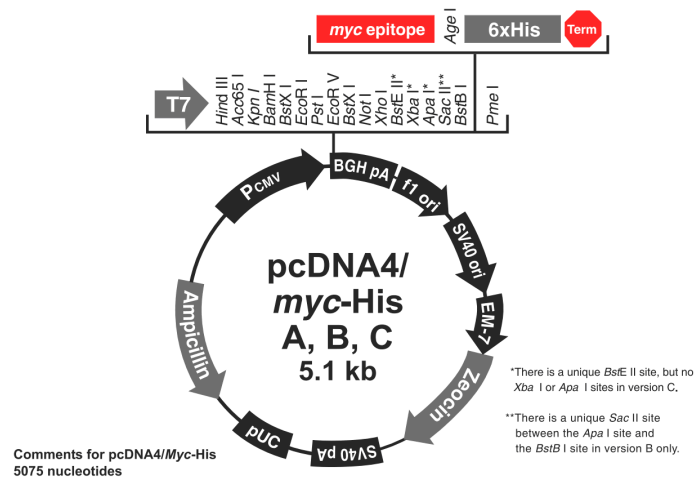 myc epitope
Age I
6xHis
Term
T7
Hind III
Acc65 I
Kpn I
BamH I
BstX I
EcoR I
Pst I
EcoR V
BstX I
Not I
Xho I
BstE II*
Xba I*
Apa I*
Sac II**
BstB I
Pme I
PCMV
BGH pA
f1 ori
SV40 ori
EM-7
Zeocin
SV40 pA
pUC
Ampicillin
pcDNA4/
myc-His
A, B, C
5.1 kb
*There is a unique BstE II site, but no
Xba I or Apa I sites in version C.
**There is a unique Sac II site
between the Apa I site and
the BstB I site in version B only.
Comments for pcDNA4/Myc-His
5075 nucleotides